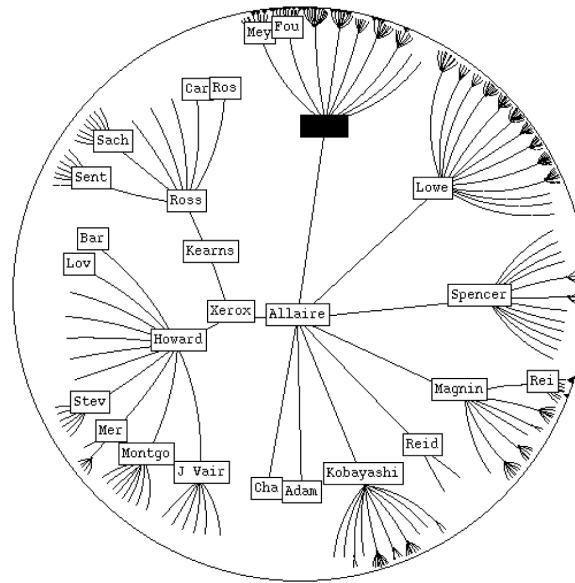 Mey
Fou
Car
Ros
Sach
Sent
Ross
Lowe
Bar
Kearns
Lov
Spencer
Xerox
Allaire
Howard
Rei
Magnin
Stev
Mer
Reid
Montgo
J Vair
Kobayashi
Cha
Adam